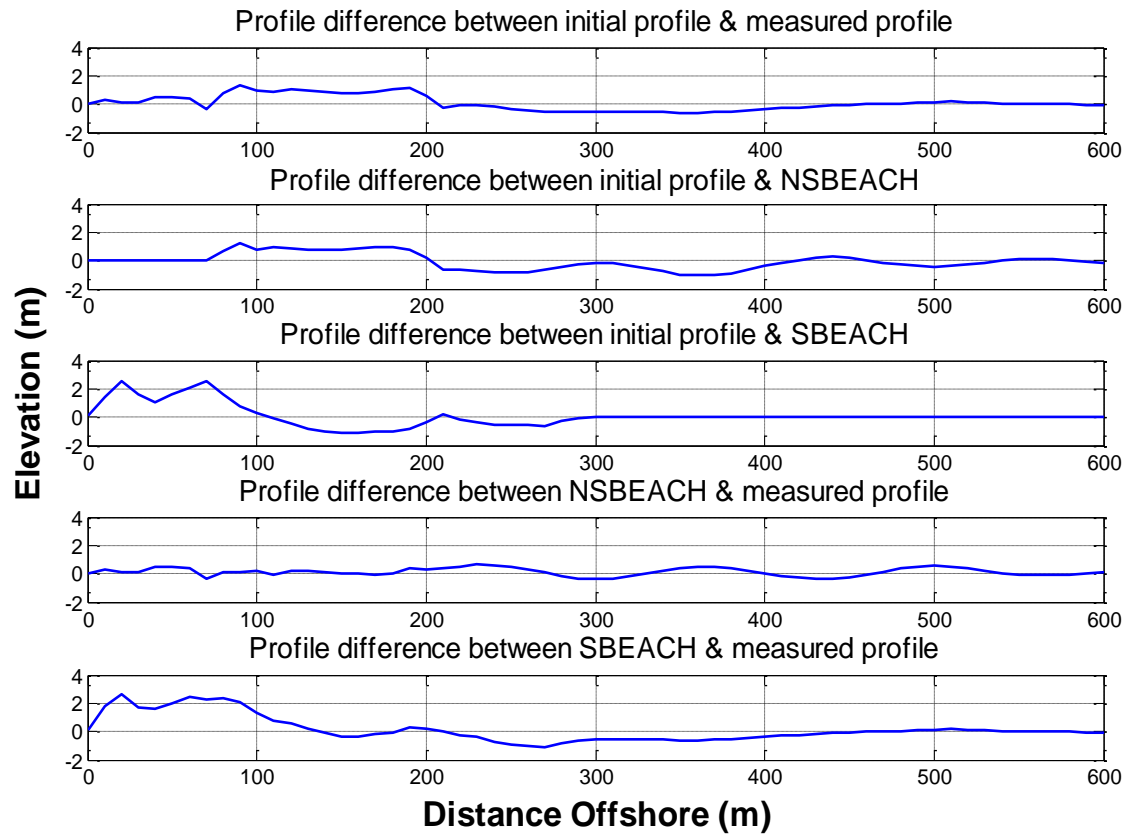 Profile difference between initial profile & measured profile
4
2
0
-2
0 100 200 300 400 500 600
Profile difference between initial profile & NSBEACH
4
2
0
-2
0 100 200 300 400 500 600
Profile difference between initial profile & SBEACH
4
2
0
-2
0 100 200 300 400 500 600
Profile difference between NSBEACH & measured profile
4
2
0
-2
0 100 200 300 400 500 600
Profile difference between SBEACH & measured profile
4
2
0
-2
0 100 200 300 400 500 600
Elevation (m)
Distance Offshore (m)